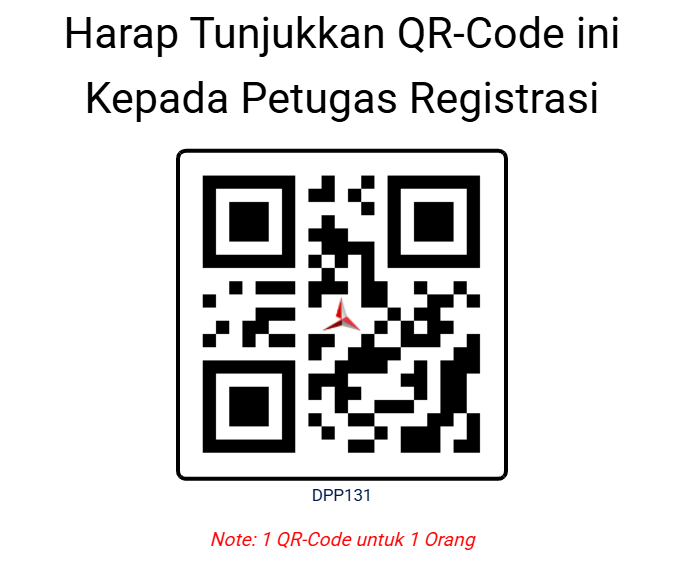 Harap Tunjukkan QR-Code ini
Kepada Petugas Registrasi
DPP131
Note: 1 QR-Code untuk 1 Orang